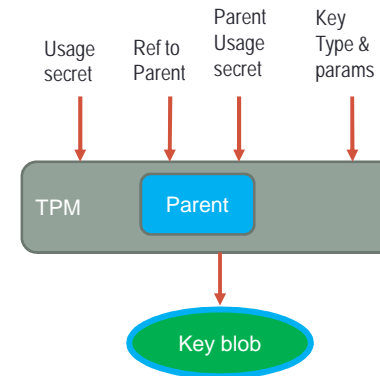 Usage
secret
Ref to
Parent
Parent
Usage
secret
Key
Type &
params
TPM
Parent
Key blob